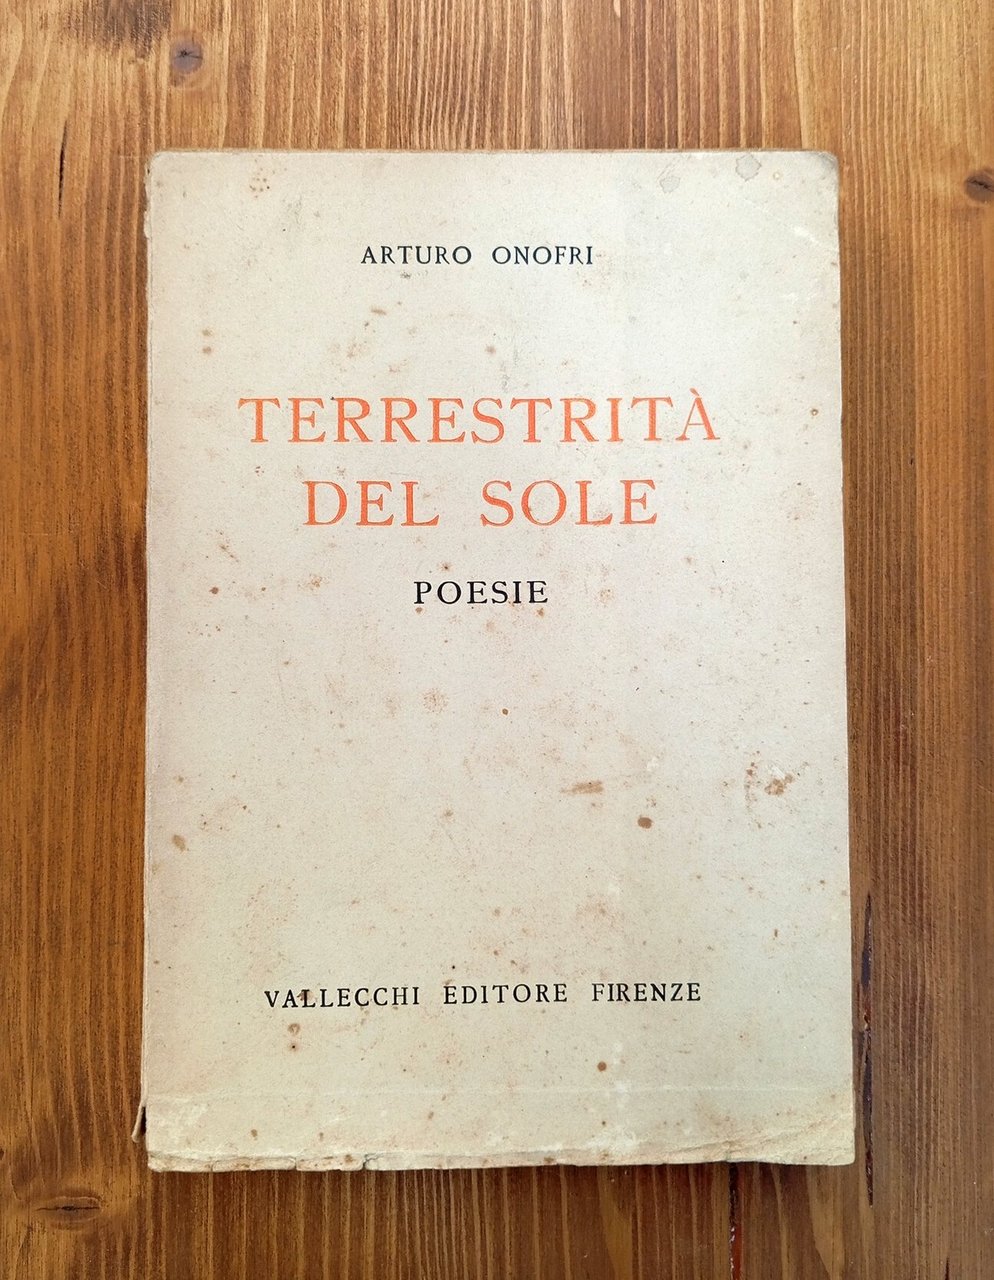 ARTURO ONOFRI
TERRESTRITÀ
DEL SOLE
POESIE
VALLECCHI EDITORE FIRENZE